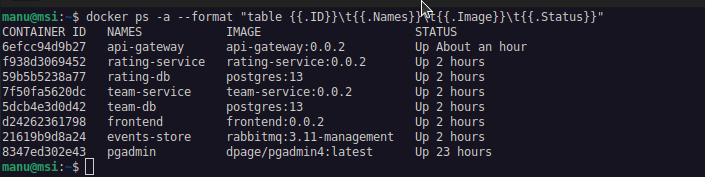 manu@msi:~$ docker ps -a --format "table {{.ID}}\t{{.Names}}\t{{.Image}}\t{{.Status}}"
CONTAINER ID   NAMES            IMAGE                        STATUS
6efcc94d9b27   api-gateway      api-gateway:0.0.2            Up About an hour
f938d3069452   rating-service   rating-service:0.0.2         Up 2 hours
59b5b5238a77   rating-db        postgres:13                  Up 2 hours
7f50fa5620dc   team-service     team-service:0.0.2           Up 2 hours
5dcb4e3d0d42   team-db          postgres:13                  Up 2 hours
d24262361798   frontend         frontend:0.0.2               Up 2 hours
21619b9d8a24   events-store     rabbitmq:3.11-management     Up 2 hours
8347ed302e43   pgadmin          dpage/pgadmin4:latest        Up 23 hours
manu@msi:~$